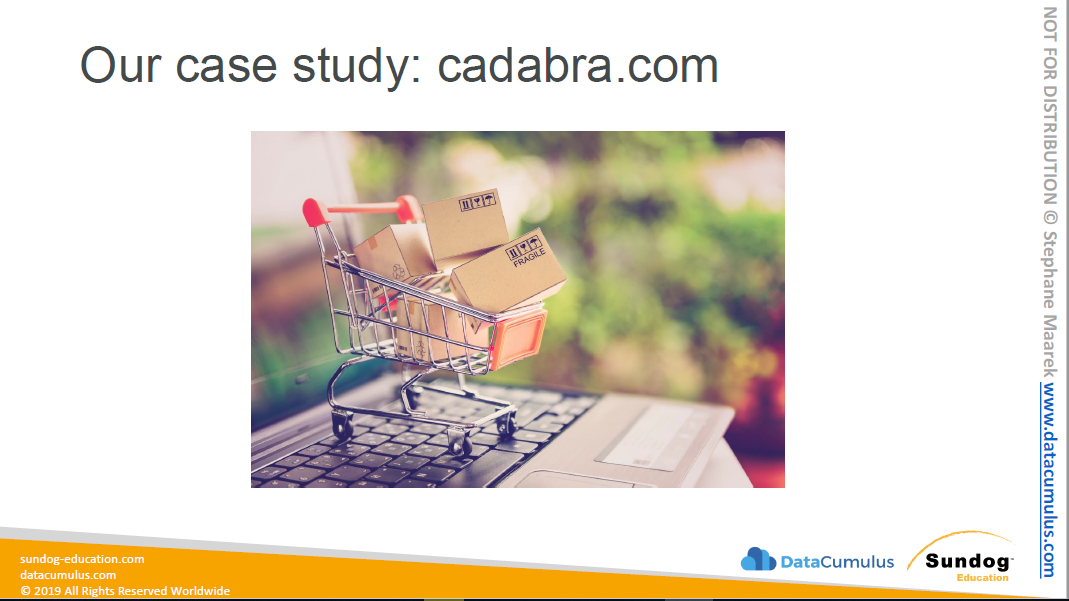 Our case study: cadabra.com
FRAGILE
sundog-education.com
datacumulus.com
© 2019 All Rights Reserved Worldwide
DataCumulus
Sundog™
Education
NOT FOR DISTRIBUTION © Stephane Maarek www.datacumulus.com